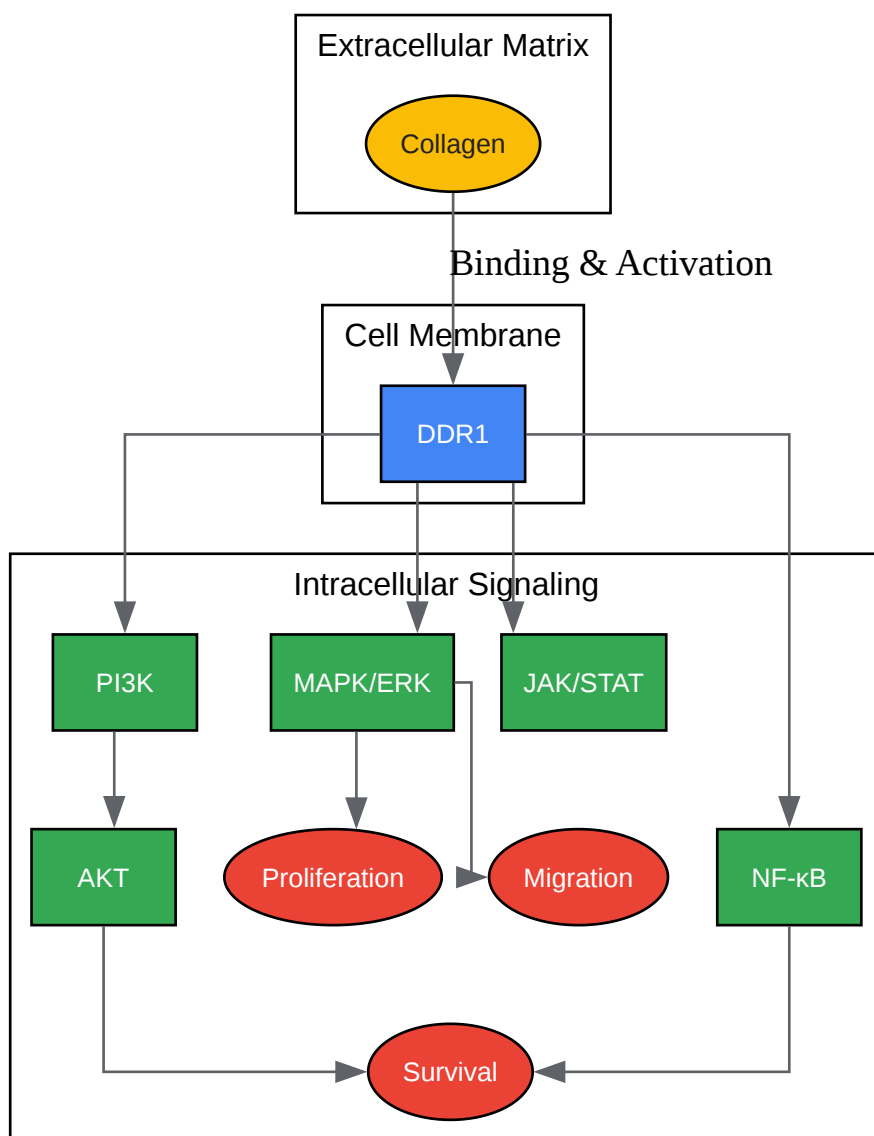 Extracellular Matrix
Collagen
Binding & Activation
Cell Membrane
DDR1
Intracellular Signaling
PI3K
MAPK/ERK
JAK/STAT
AKT
Proliferation
Migration
NF-κB
Survival